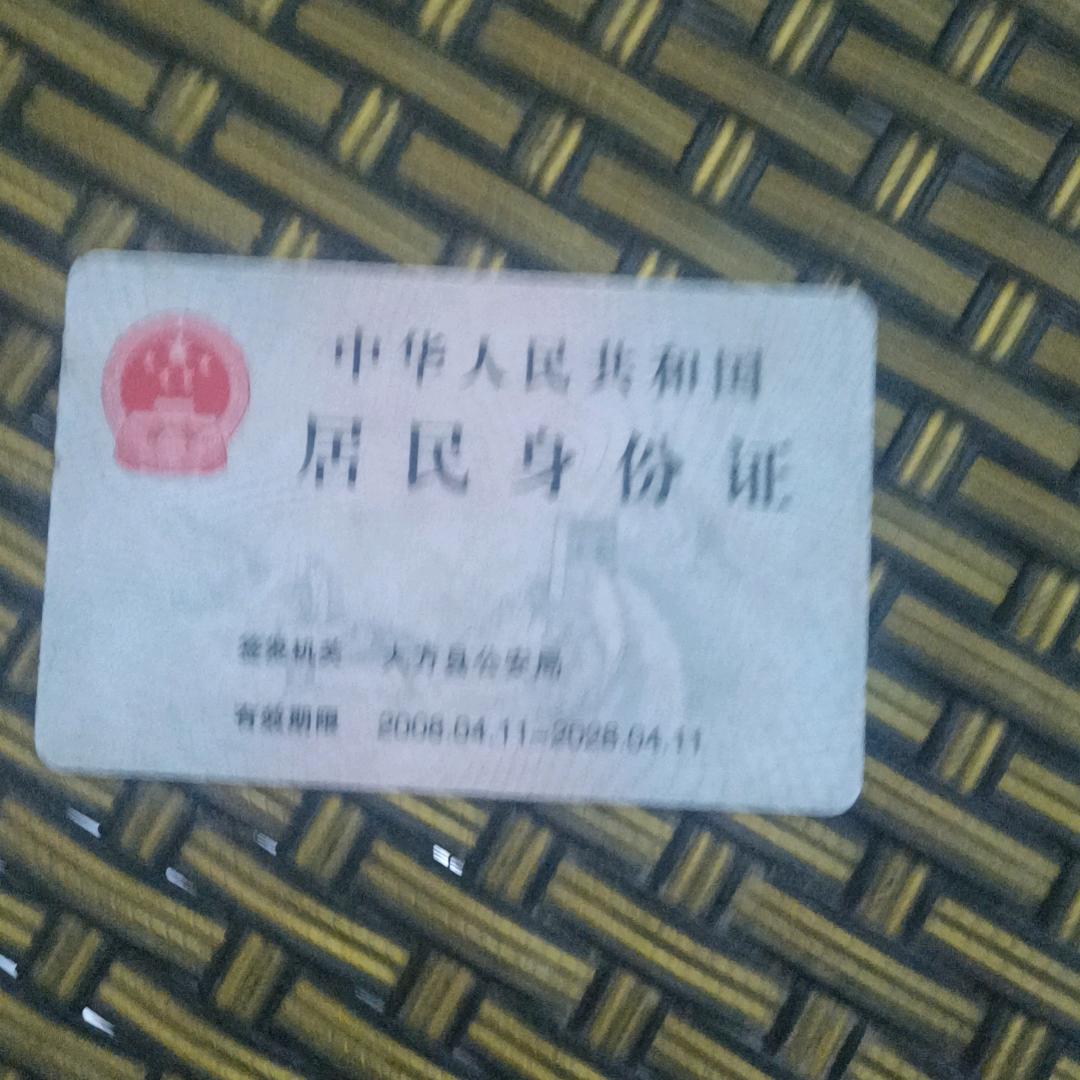 中华人民共和国
居民身份证
签发机关 大方县公安局
有效期限 2008.04.11-2028.04.11